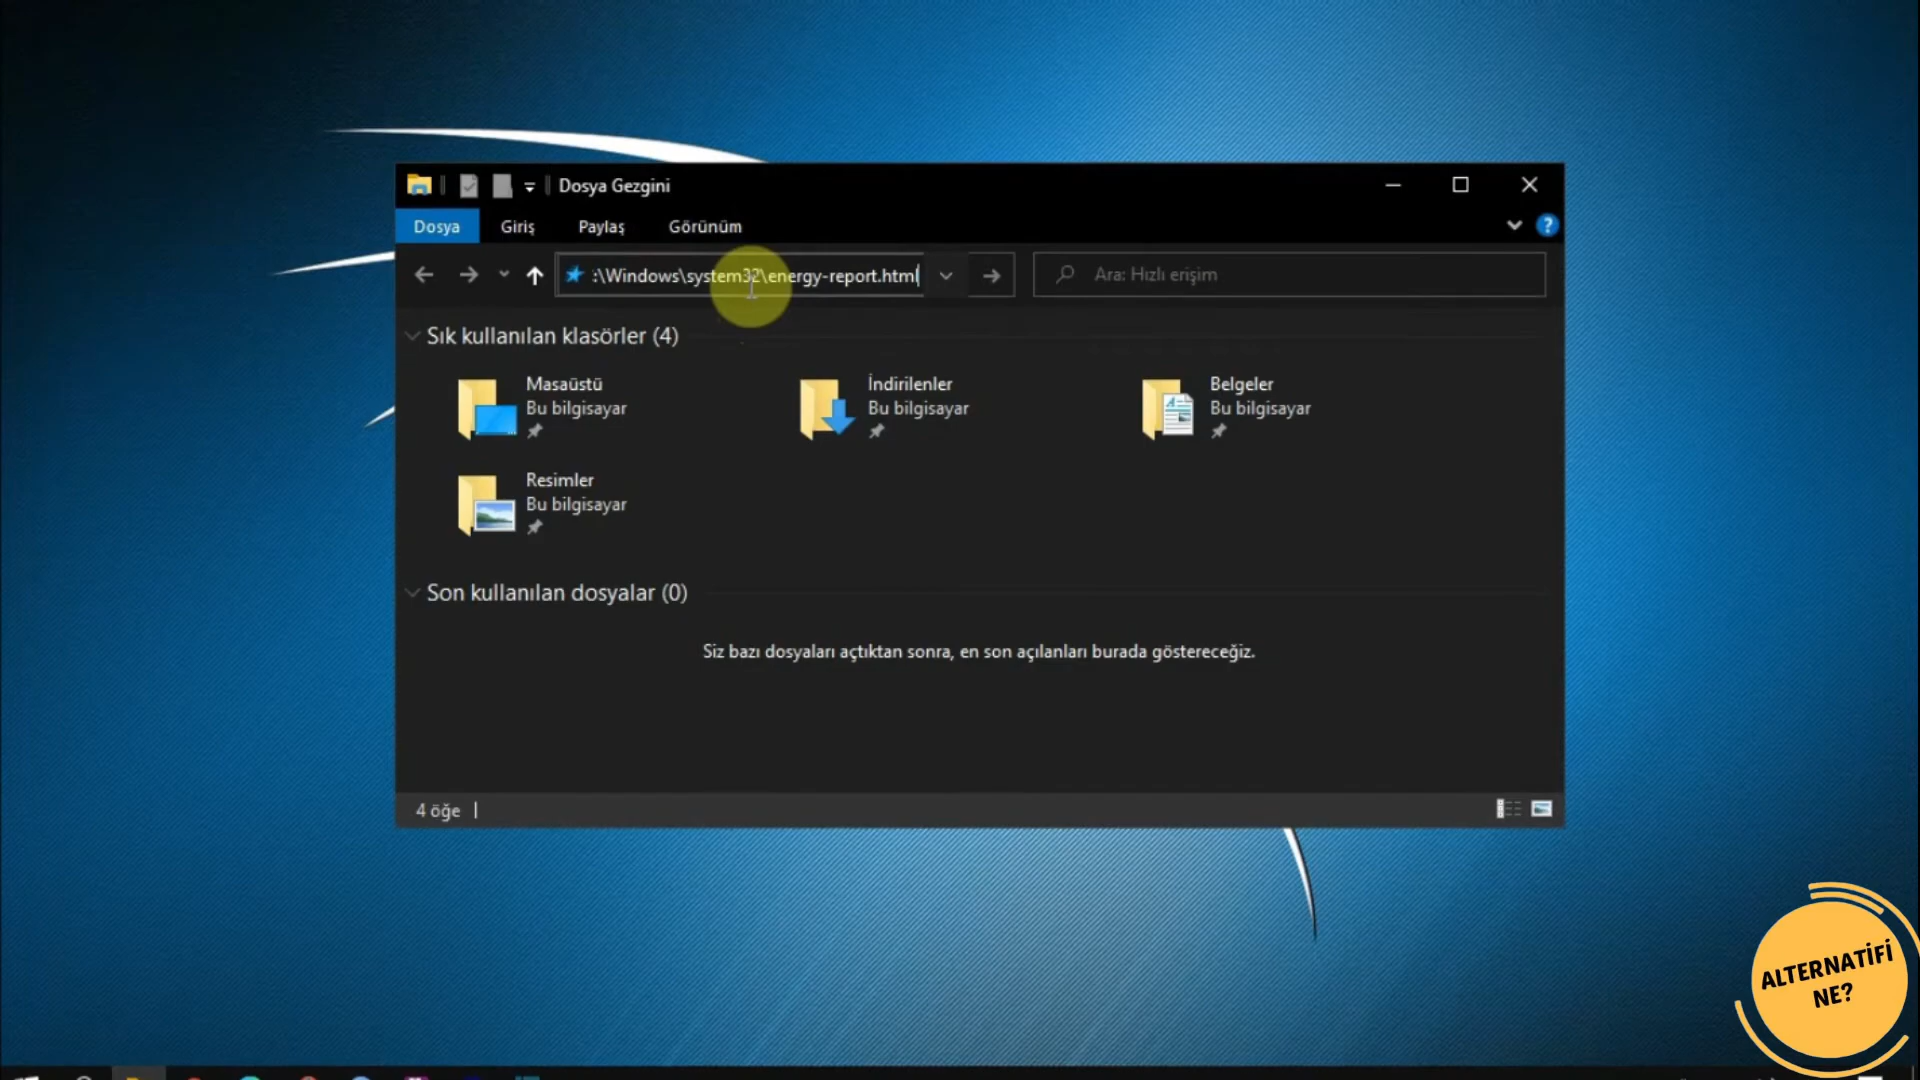 Dosya Gezgini
Dosya Giriş Paylaş Görünüm
:\Windows\system32\energy-report.html
Ara: Hızlı erişim
Sık kullanılan klasörler (4)
Masaüstü
Bu bilgisayar
İndirilenler
Bu bilgisayar
Belgeler
Bu bilgisayar
Resimler
Bu bilgisayar
Son kullanılan dosyalar (0)
Siz bazı dosyaları açtıktan sonra, en son açılanları burada göstereceğiz.
4 öğe
ALTERNATİFİ
NE?